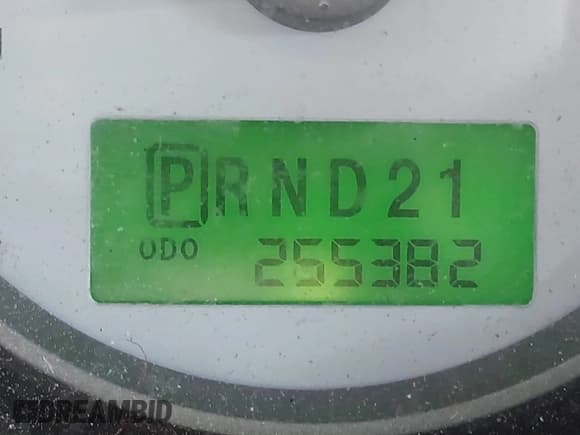 PRND21
ODO 255382
DREAMBID